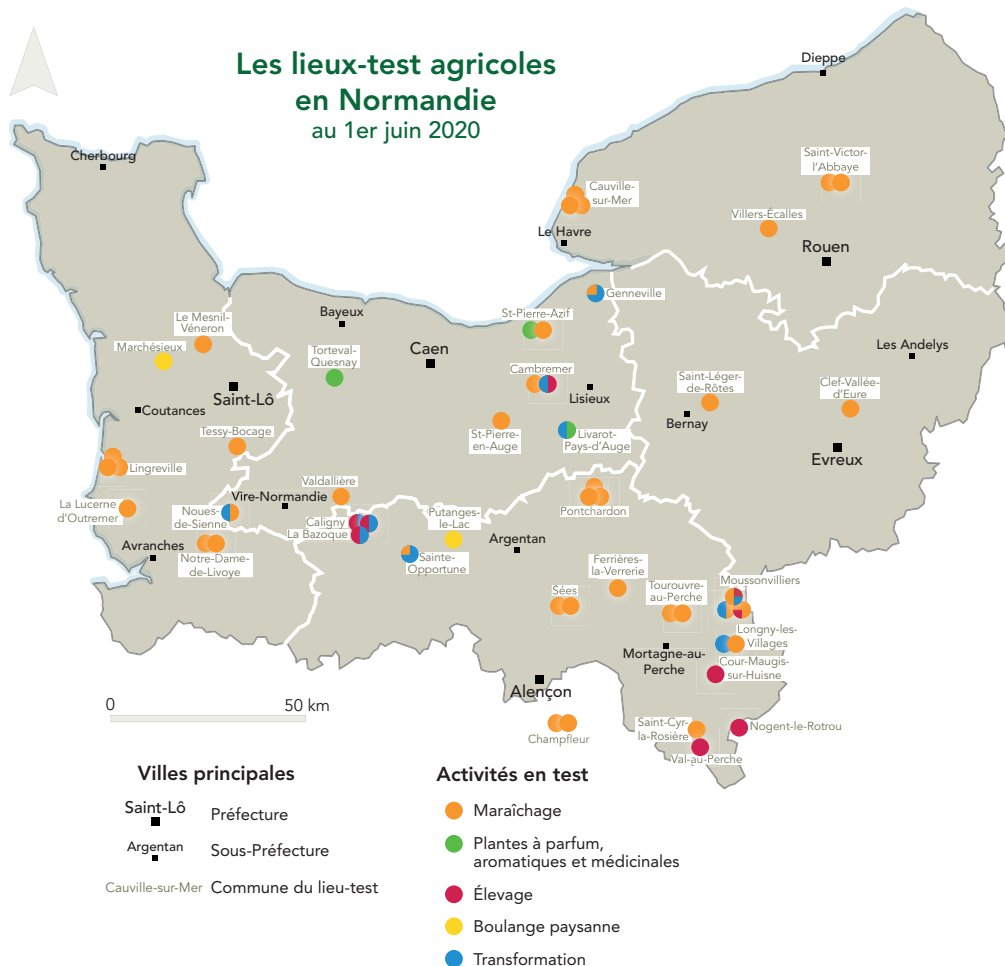 Les lieux-test agricoles
en Normandie
au 1er juin 2020
Dieppe
Cherbourg
Saint-Victor-
l'Abbaye
Cauville-
sur-Mer
Villers-Écalles
Le Havre
Rouen
Genneville
Bayeux
St-Pierre-Azif
Le Mesnil-
Véneron
Marchésieux
Torteval-
Quesnay
Caen
Les Andelys
Cambremer
Saint-Lô
Lisieux
Saint-Léger-
de-Rôtes
Clef-Vallée-
d'Eure
Coutances
Bernay
St-Pierre-
en-Auge
Livarot-
Pays-d'Auge
Tessy-Bocage
Evreux
Lingreville
Valdallière
Vire-Normandie
Pontchardon
La Lucerne
d'Outremer
Noues-
de-Sienne
Caligny
La Bazoque
Putanges-
le-Lac
Argentan
Avranches
Notre-Dame-
de-Livoye
Sainte-
Opportune
Ferrières-
la-Verrerie
Moussonvilliers
Sées
Tourouvre-
au-Perche
Longny-les-
Villages
Mortagne-au-
Perche
Cour-Maugis-
sur-Huisne
Alençon
0 50 km
Champfleur
Saint-Cyr-
la-Rosière
Nogent-le-Rotrou
Val-au-Perche
Villes principales
Saint-Lô Préfecture
Argentan Sous-Préfecture
Cauville-sur-Mer Commune du lieu-test
Activités en test
Maraîchage
Plantes à parfum,
aromatiques et médicinales
Élevage
Boulange paysanne
Transformation